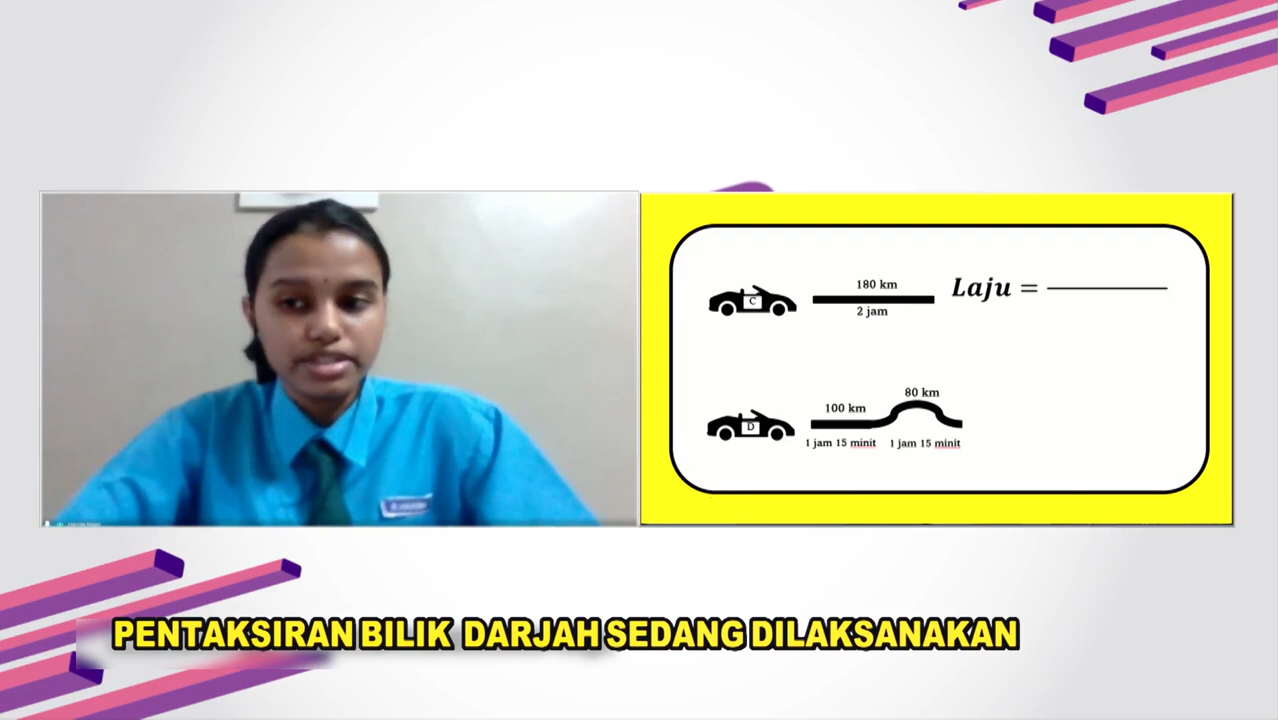 180 km
Laju =
C
2 jam
80 km
100 km
D
1 jam 15 minit 1 jam 15 minit
PENTAKSIRAN BILIK DARJAH SEDANG DILAKSANAKAN